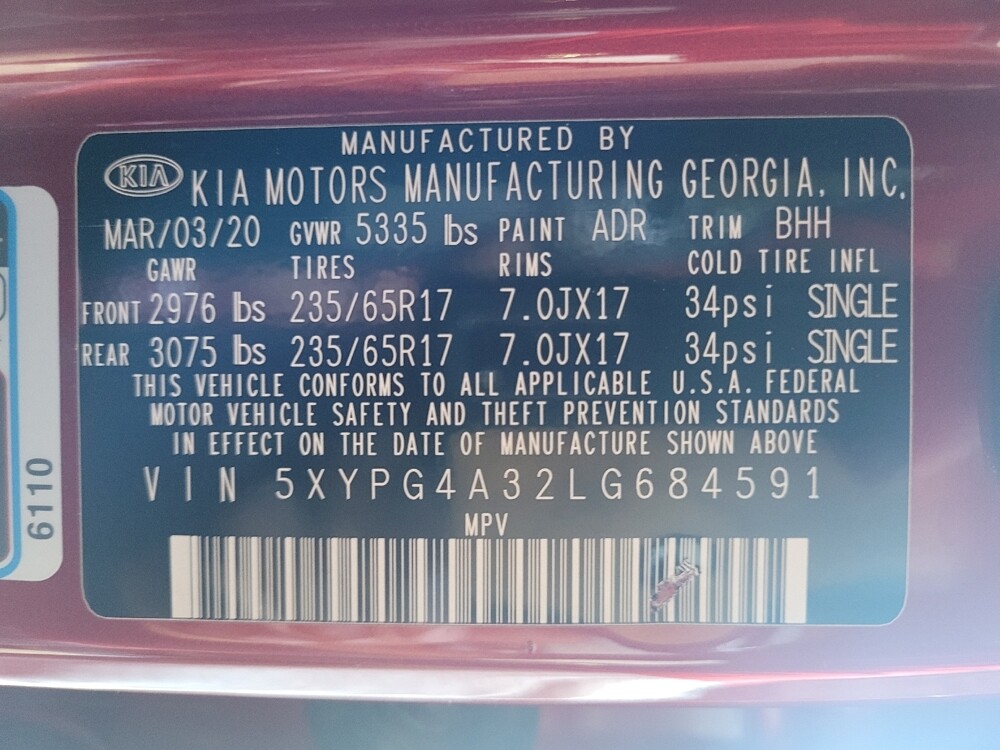 MANUFACTURED BY
KIA KIA MOTORS MANUFACTURING GEORGIA, INC.
MAR/03/20 GVWR 5335 lbs PAINT ADR TRIM BHH
GAWR TIRES RIMS COLD TIRE INFL
FRONT 2976 lbs 235/65R17 7.0JX17 34psi SINGLE
REAR 3075 lbs 235/65R17 7.0JX17 34psi SINGLE
THIS VEHICLE CONFORMS TO ALL APPLICABLE U.S.A. FEDERAL
MOTOR VEHICLE SAFETY AND THEFT PREVENTION STANDARDS
IN EFFECT ON THE DATE OF MANUFACTURE SHOWN ABOVE
VIN 5XYPG4A32LG684591
MPV
6110